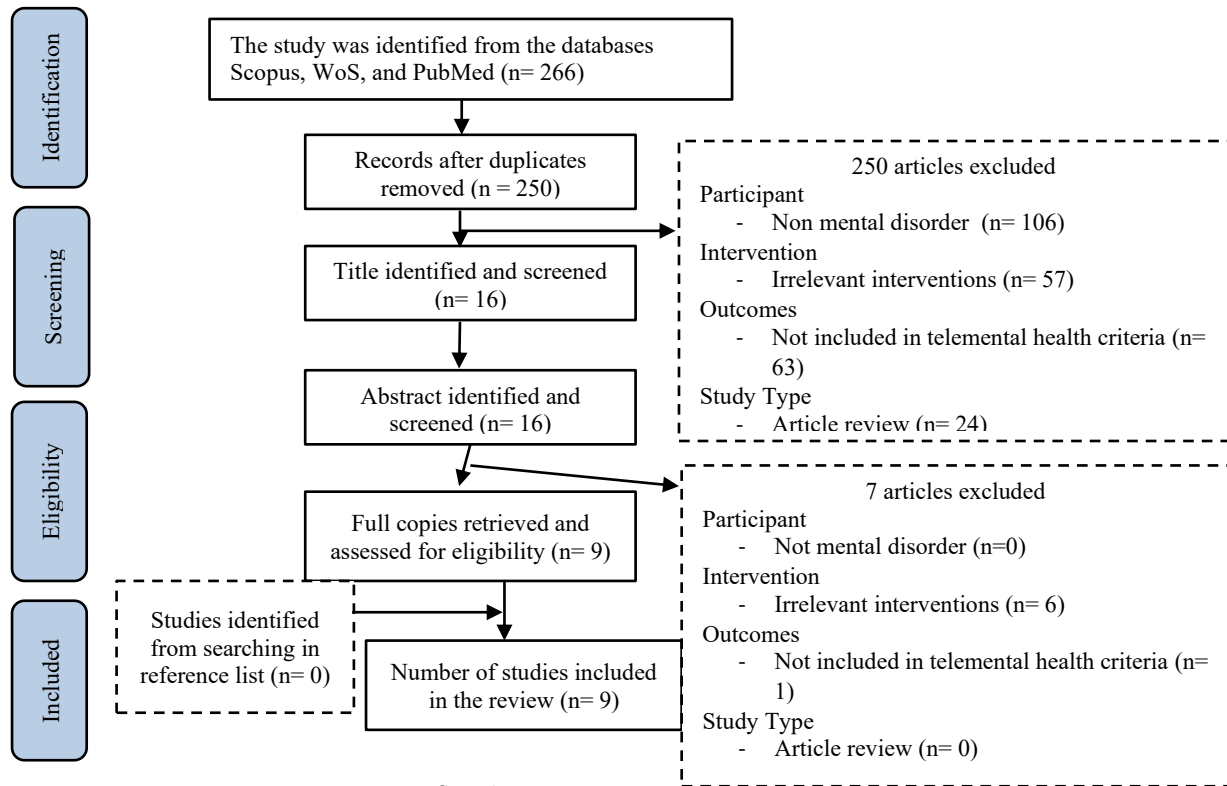 Identification
The study was identified from the databases
Scopus, WoS, and PubMed (n= 266)
Records after duplicates
removed (n = 250)
250 articles excluded
Participant
- Non mental disorder (n= 106)
Intervention
- Irrelevant interventions (n= 57)
Outcomes
- Not included in telemental health criteria (n=
63)
Study Type
- Article review (n= 24)
Screening
Title identified and screened
(n= 16)
Abstract identified and
screened (n= 16)
Eligibility
Full copies retrieved and
assessed for eligibility (n= 9)
7 articles excluded
Participant
- Not mental disorder (n=0)
Intervention
- Irrelevant interventions (n= 6)
Outcomes
- Not included in telemental health criteria (n=
1)
Study Type
- Article review (n= 0)
Included
Studies identified
from searching in
reference list (n= 0)
Number of studies included
in the review (n= 9)